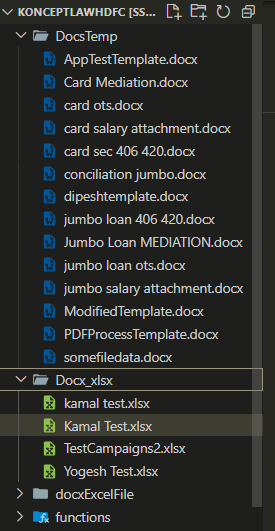 KONCEPTLAWHDFC [SS...
DocsTemp
AppTestTemplate.docx
Card Mediation.docx
card ots.docx
card salary attachment.docx
card sec 406 420.docx
conciliation jumbo.docx
dipeshtemplate.docx
jumbo loan 406 420.docx
Jumbo Loan MEDIATION.docx
jumbo loan ots.docx
jumbo salary attachment.docx
ModifiedTemplate.docx
PDFProcessTemplate.docx
somefiledata.docx
Docx_xlsx
kamal test.xlsx
Kamal Test.xlsx
TestCampaigns2.xlsx
Yogesh Test.xlsx
docxExcelFile
functions